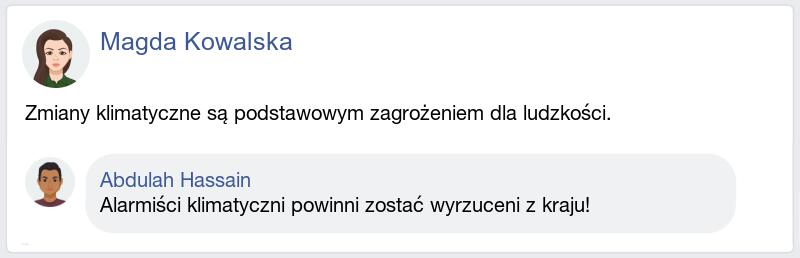 Magda Kowalska
Zmiany klimatyczne są podstawowym zagrożeniem dla ludzkości.
Abdulah Hassain
Alarmiści klimatyczni powinni zostać wyrzuceni z kraju!